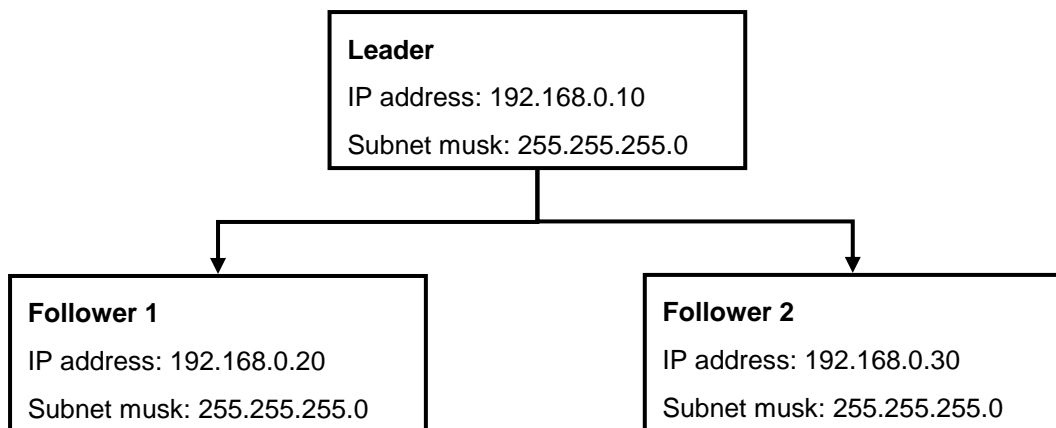 Leader
IP address: 192.168.0.10
Subnet musk: 255.255.255.0
Follower 1
IP address: 192.168.0.20
Subnet musk: 255.255.255.0
Follower 2
IP address: 192.168.0.30
Subnet musk: 255.255.255.0